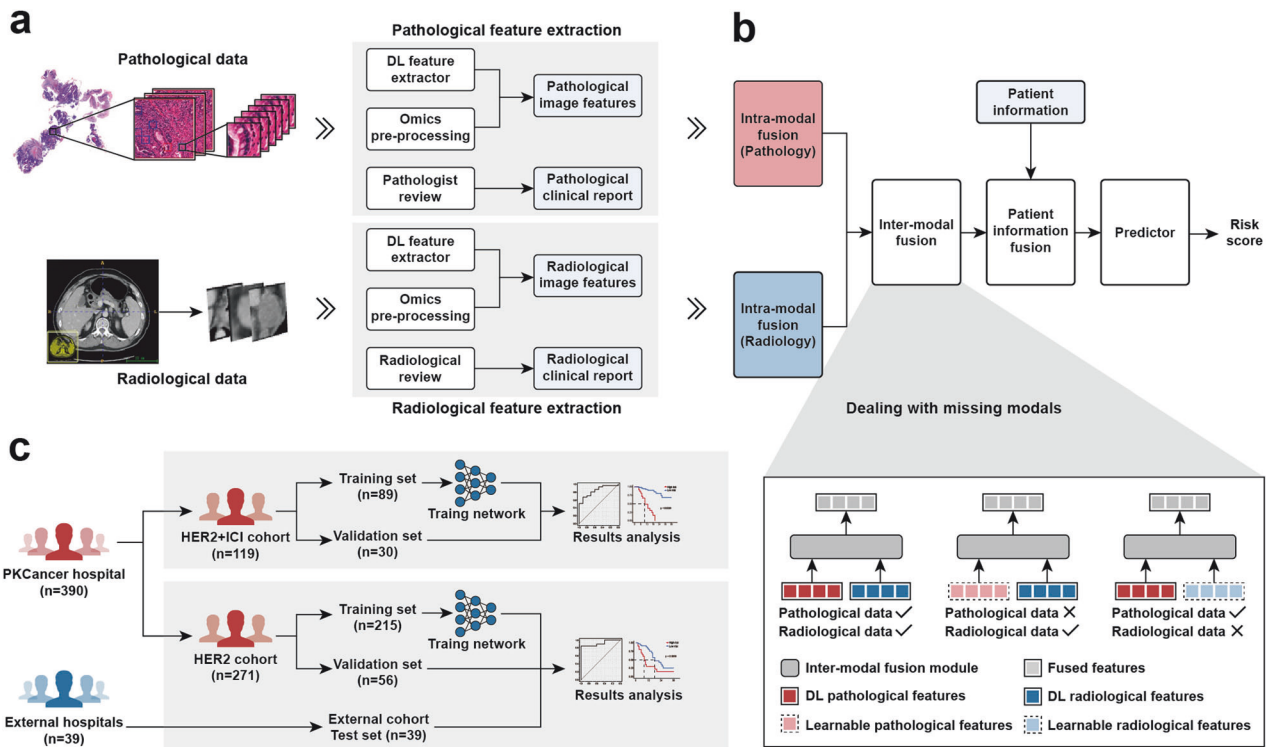 a
Pathological data
Pathological feature extraction
DL feature
extractor
Omics
pre-processing
Pathological
image features
Pathologist
review
Pathological
clinical report
DL feature
extractor
Omics
pre-processing
Radiological
image features
Radiological
review
Radiological
clinical report
Radiological data
Radiological feature extraction
b
Intra-modal
fusion
(Pathology)
Intra-modal
fusion
(Radiology)
Inter-modal
fusion
Patient
information
Patient
information
fusion
Predictor
Risk
score
Dealing with missing modals
Pathological data ✓
Radiological data ✓
Pathological data ✕
Radiological data ✓
Pathological data ✓
Radiological data ✕
Inter-modal fusion module
Fused features
DL pathological features
DL radiological features
Learnable pathological features
Learnable radiological features
c
PKCancer hospital
(n=390)
HER2+ICI cohort
(n=119)
Training set
(n=89)
Traing network
Validation set
(n=30)
Results analysis
HER2 cohort
(n=271)
Training set
(n=215)
Traing network
Validation set
(n=56)
Results analysis
External hospitals
(n=39)
External cohort
Test set (n=39)